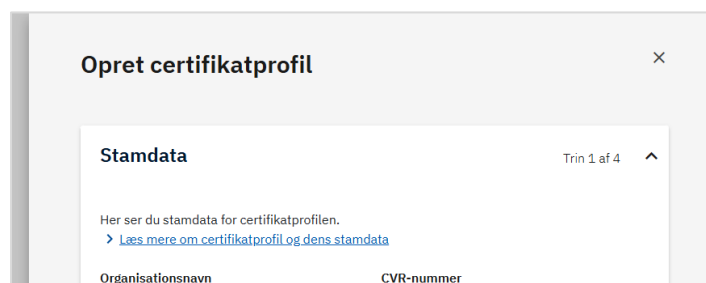 Opret certifikatprofil
Stamdata
Trin 1 af 4
Her ser du stamdata for certifikatprofilen.
Læs mere om certifikatprofil og dens stamdata
Organisationsnavn CVR-nummer